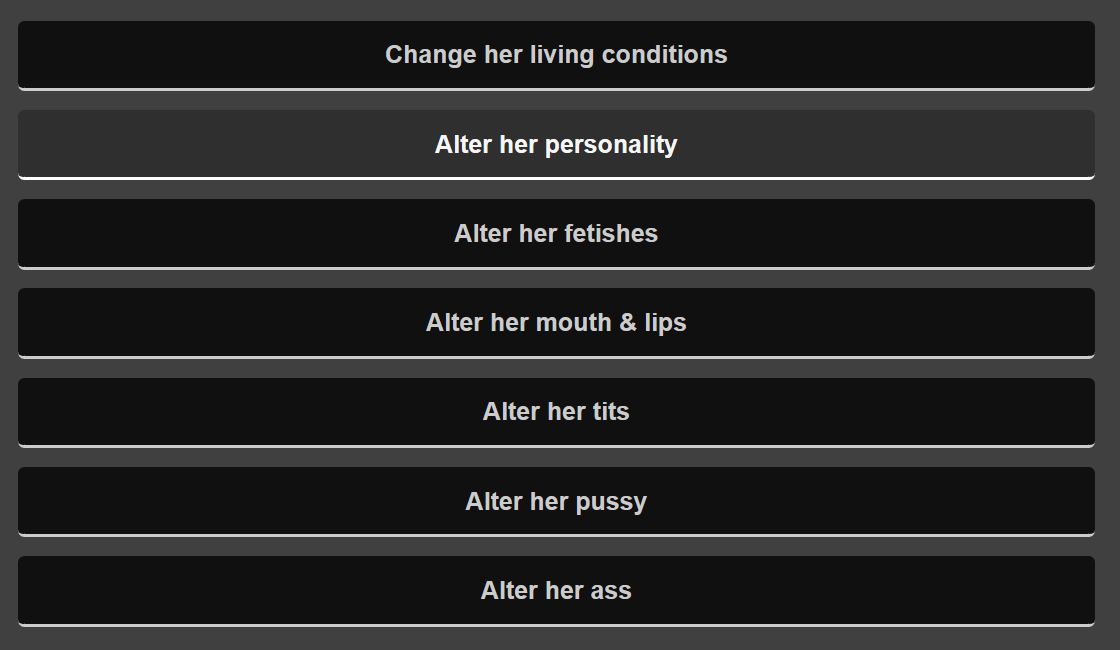 Change her living conditions
Alter her personality
Alter her fetishes
Alter her mouth & lips
Alter her tits
Alter her pussy
Alter her ass